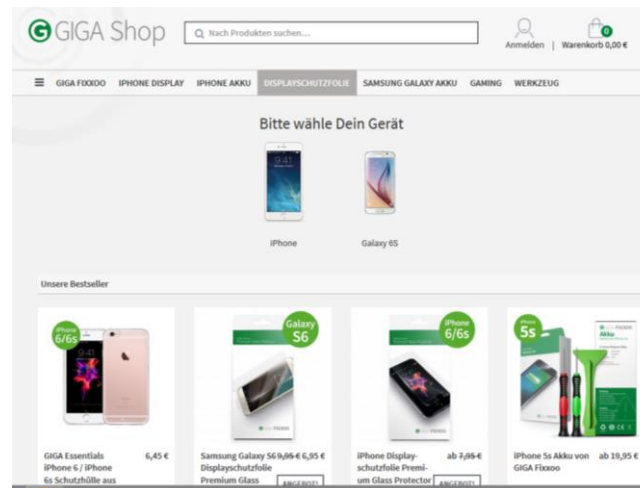 GIGA Shop
Nach Produkten suchen...
Anmelden | Warenkorb 0,00 €
0
GIGA FIXXOO IPHONE DISPLAY IPHONE AKKU DISPLAYSCHUTZFOLIE SAMSUNG GALAXY AKKU GAMING WERKZEUG
Bitte wähle Dein Gerät
9:41
iPhone
Galaxy 6S
Unsere Bestseller
iPhone
6/6s
Galaxy
S6
iPhone
6/6s
iPhone
5s
Akku
GIGA Essentials
iPhone 6 / iPhone
6s Schutzhülle aus
6,45 €
Samsung Galaxy S6
Displayschutzfolie
Premium Glass
9,95 € 6,95 €
ANGEBOT!
iPhone Display-
schutzfolie Premi-
um Glass Protector
ab 7,95 €
ANGEBOT!
iPhone 5s Akku von
GIGA Fixxoo
ab 19,95 €